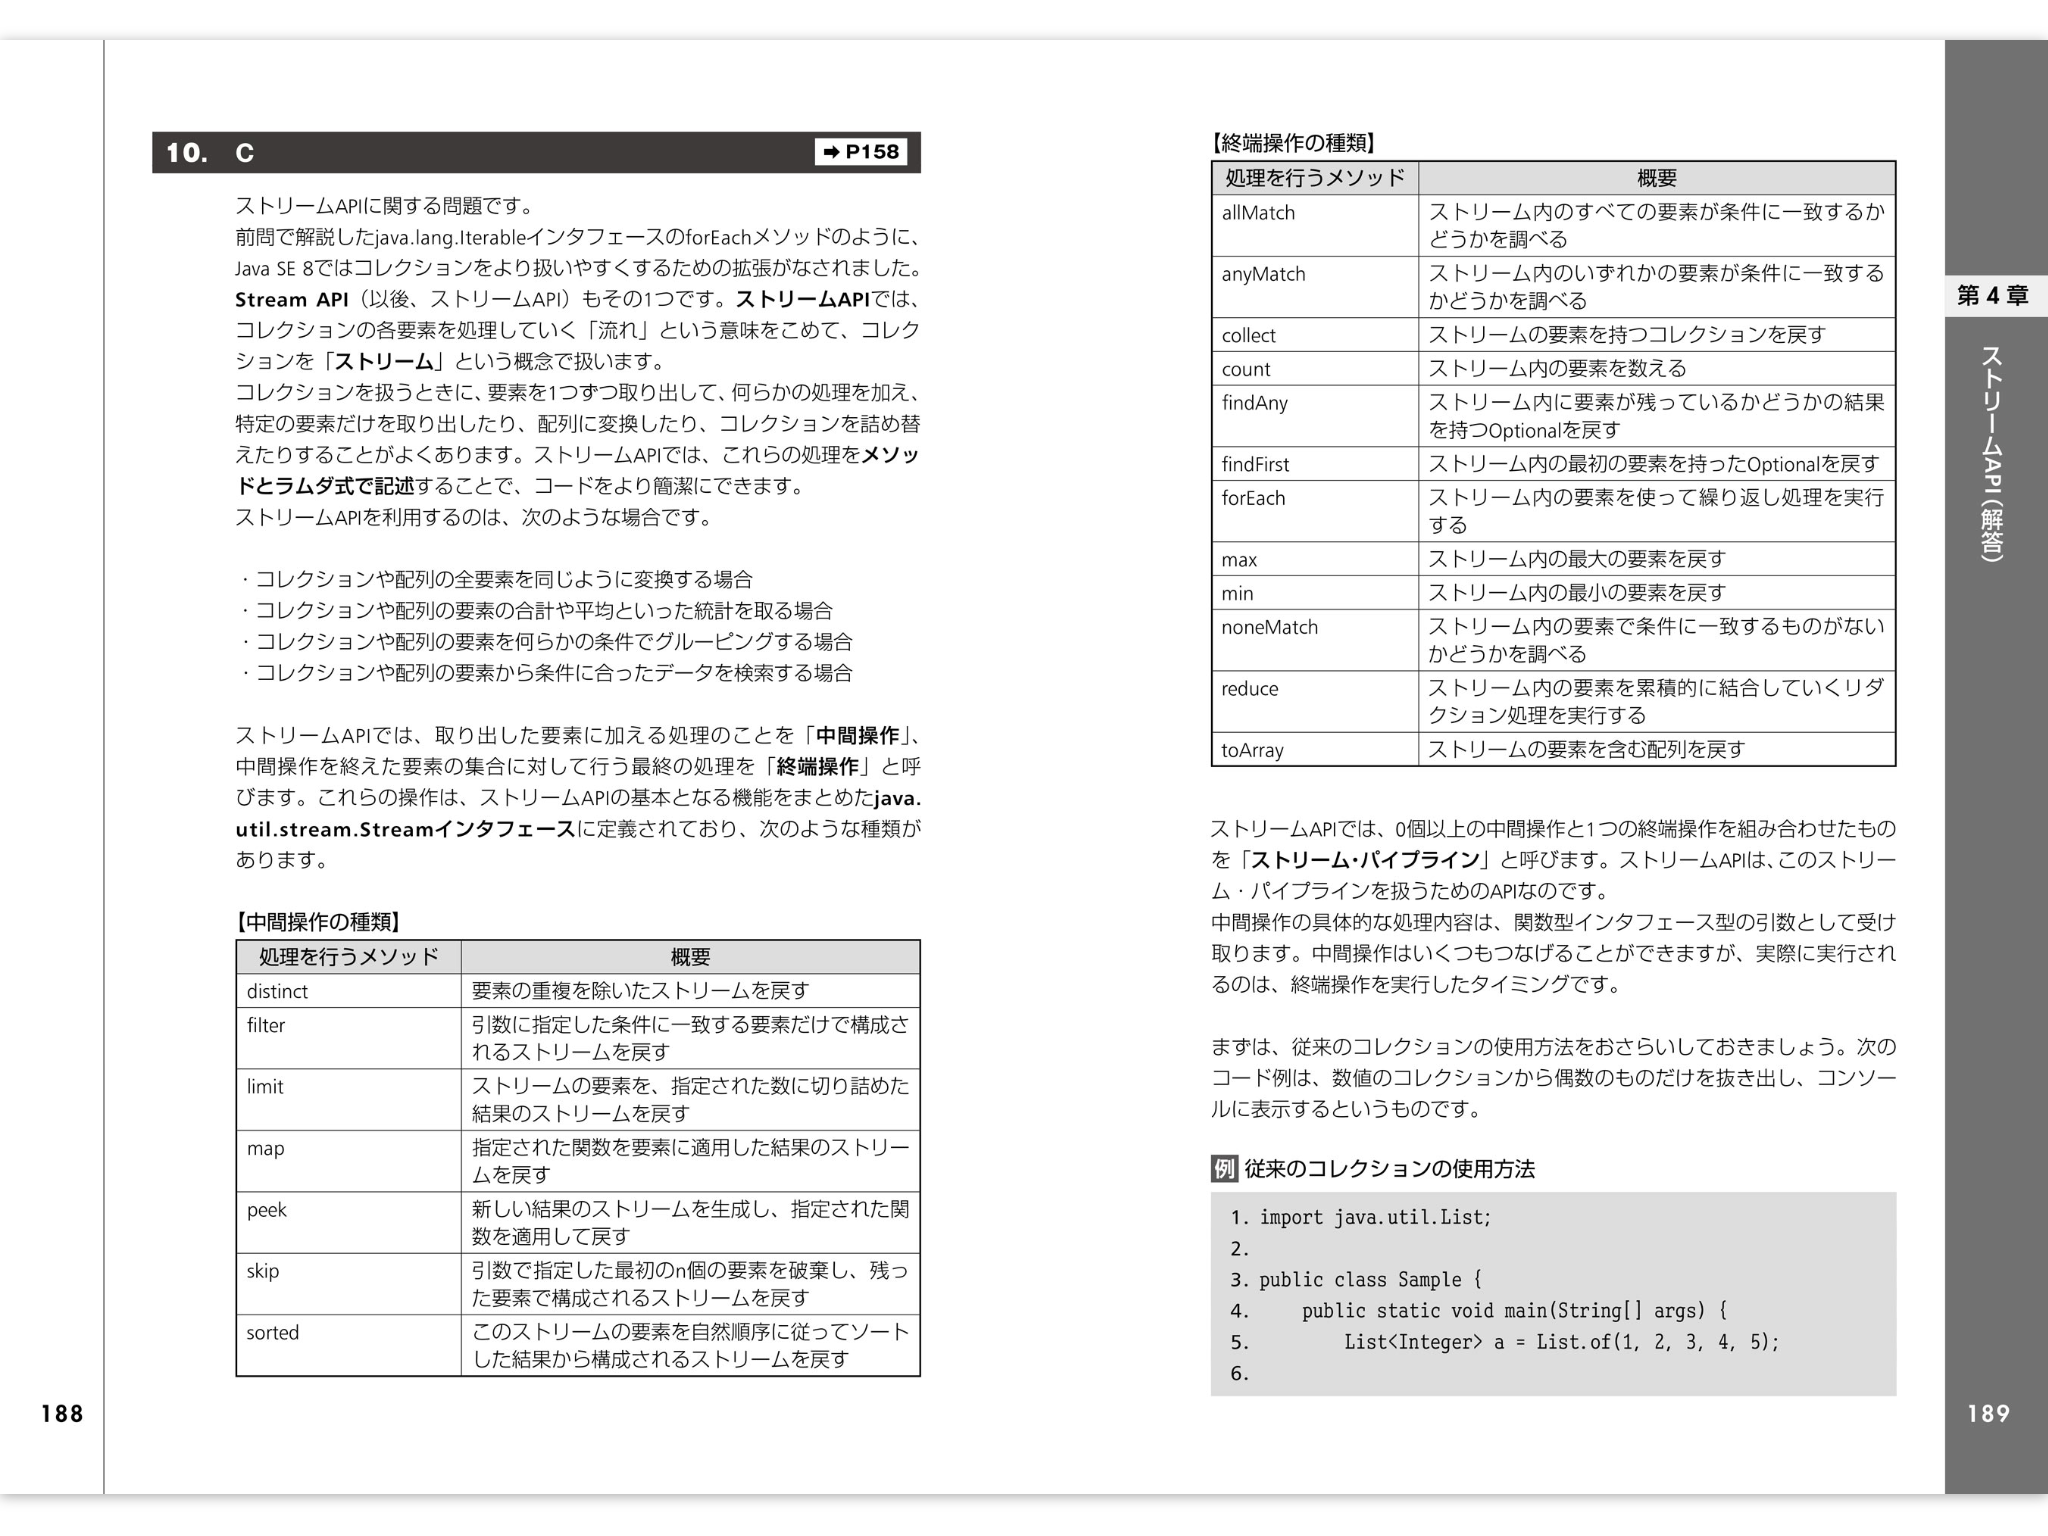 10. C ➡ P158
ストリームAPIに関する問題です。
前問で解説したjava.lang.IterableインタフェースのforEachメソッドのように、
Java SE 8ではコレクションをより扱いやすくするための拡張がなされました。
Stream API（以後、ストリームAPI）もその1つです。ストリームAPIでは、
コレクションの各要素を処理していく「流れ」という意味をこめて、コレク
ションを「ストリーム」という概念で扱います。
コレクションを扱うときに、要素を1つずつ取り出して、何らかの処理を加え、
特定の要素だけを取り出したり、配列に変換したり、コレクションを詰め替
えたりすることがよくあります。ストリームAPIでは、これらの処理をメソッ
ドとラムダ式で記述することで、コードをより簡潔にできます。
ストリームAPIを利用するのは、次のような場合です。
・コレクションや配列の全要素を同じように変換する場合
・コレクションや配列の要素の合計や平均といった統計を取る場合
・コレクションや配列の要素を何らかの条件でグルーピングする場合
・コレクションや配列の要素から条件に合ったデータを検索する場合
ストリームAPIでは、取り出した要素に加える処理のことを「中間操作」、
中間操作を終えた要素の集合に対して行う最終の処理を「終端操作」と呼
びます。これらの操作は、ストリームAPIの基本となる機能をまとめたjava.
util.stream.Streamインタフェースに定義されており、次のような種類が
あります。
【中間操作の種類】
処理を行うメソッド 概要
distinct 要素の重複を除いたストリームを戻す
filter 引数に指定した条件に一致する要素だけで構成さ
れるストリームを戻す
limit ストリームの要素を、指定された数に切り詰めた
結果のストリームを戻す
map 指定された関数を要素に適用した結果のストリー
ムを戻す
peek 新しい結果のストリームを生成し、指定された関
数を適用して戻す
skip 引数で指定した最初のn個の要素を破棄し、残っ
た要素で構成されるストリームを戻す
sorted このストリームの要素を自然順序に従ってソート
した結果から構成されるストリームを戻す
188
【終端操作の種類】
処理を行うメソッド 概要
allMatch ストリーム内のすべての要素が条件に一致するか
どうかを調べる
anyMatch ストリーム内のいずれかの要素が条件に一致する
かどうかを調べる
collect ストリームの要素を持つコレクションを戻す
count ストリーム内の要素を数える
findAny ストリーム内に要素が残っているかどうかの結果
を持つOptionalを戻す
findFirst ストリーム内の最初の要素を持ったOptionalを戻す
forEach ストリーム内の要素を使って繰り返し処理を実行
する
max ストリーム内の最大の要素を戻す
min ストリーム内の最小の要素を戻す
noneMatch ストリーム内の要素で条件に一致するものがない
かどうかを調べる
reduce ストリーム内の要素を累積的に結合していくリダ
クション処理を実行する
toArray ストリームの要素を含む配列を戻す
ストリームAPIでは、0個以上の中間操作と1つの終端操作を組み合わせたもの
を「ストリーム・パイプライン」と呼びます。ストリームAPIは、このストリー
ム・パイプラインを扱うためのAPIなのです。
中間操作の具体的な処理内容は、関数型インタフェース型の引数として受け
取ります。中間操作はいくつもつなげることができますが、実際に実行され
るのは、終端操作を実行したタイミングです。
まずは、従来のコレクションの使用方法をおさらいしておきましょう。次の
コード例は、数値のコレクションから偶数のものだけを抜き出し、コンソー
ルに表示するというものです。
例 従来のコレクションの使用方法
1. import java.util.List;
2.
3. public class Sample {
4.     public static void main(String[] args) {
5.         List<Integer> a = List.of(1, 2, 3, 4, 5);
6.
第4章
ストリームAPI（解答）
189